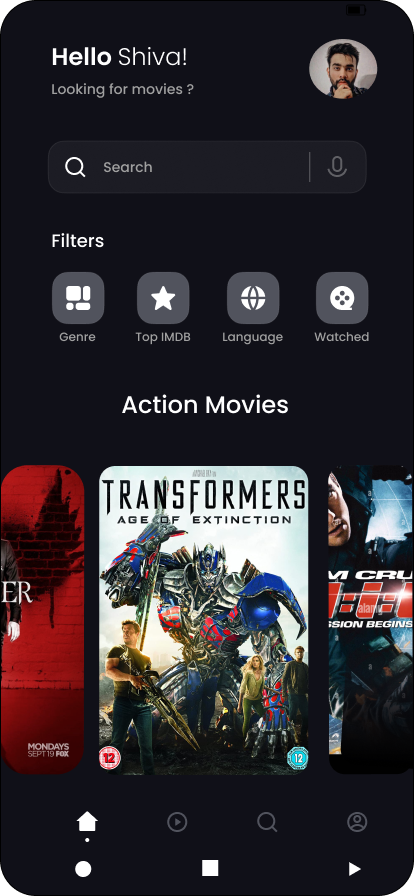 Hello Shiva!
Looking for movies ?
Search
Filters
Genre
Top IMDB
Language
Watched
Action Movies
TRANSFORMERS
AGE OF EXTINCTION
ER
M CRU
SSION BEGINS
MONDAYS
SEPT 19 FOX
12
12